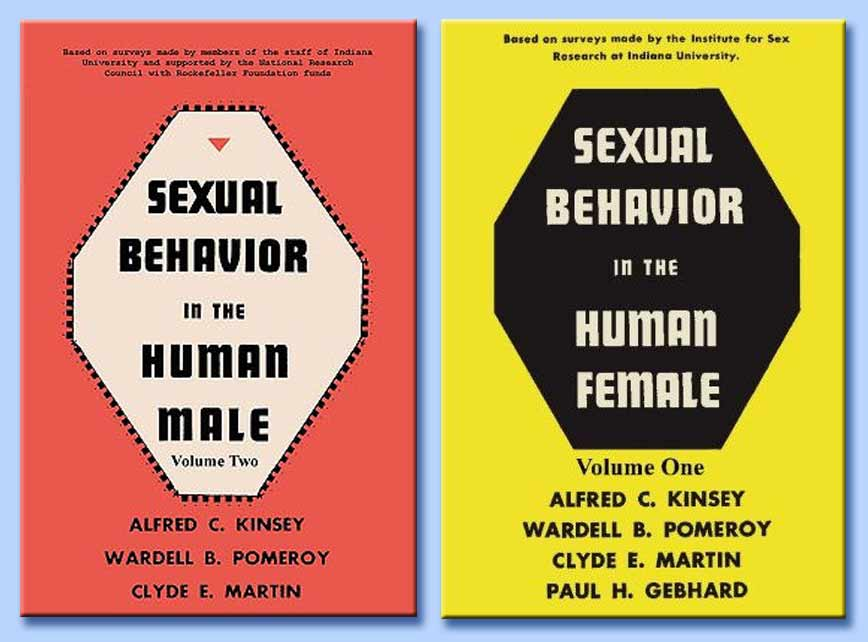 Based on surveys made by members of the staff of Indiana
University and supported by the National Research
Council with Rockefeller Foundation funds
SEXUAL
BEHAVIOR
IN THE
HUMAN
MALE
Volume Two
ALFRED C. KINSEY
WARDELL B. POMEROY
CLYDE E. MARTIN
Based on surveys made by the Institute for Sex
Research at Indiana University.
SEXUAL
BEHAVIOR
IN THE
HUMAN
FEMALE
Volume One
ALFRED C. KINSEY
WARDELL B. POMEROY
CLYDE E. MARTIN
PAUL H. GEBHARD